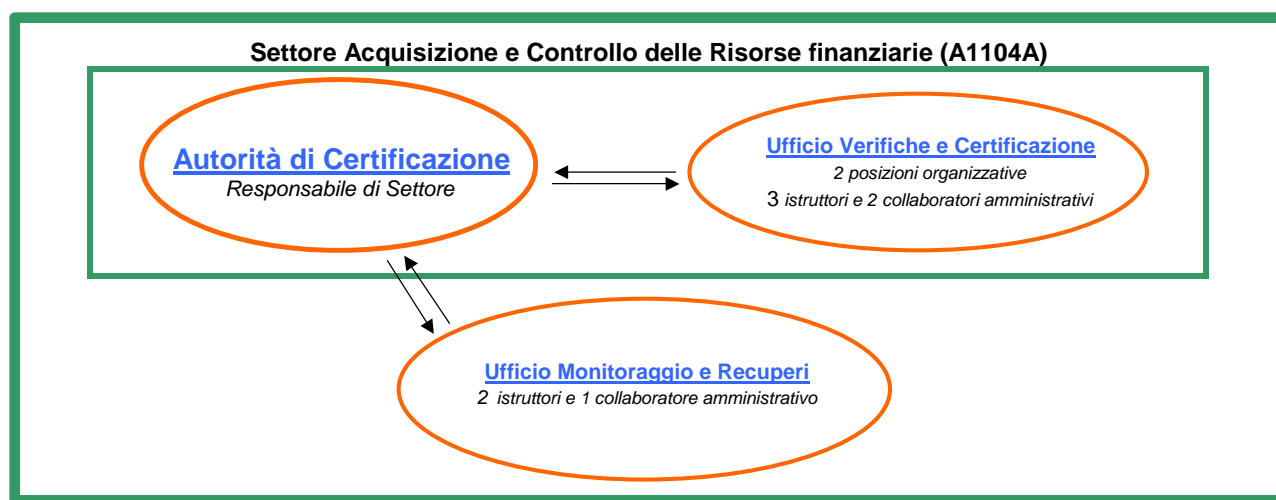 Settore Acquisizione e Controllo delle Risorse finanziarie (A1104A)
Autorità di Certificazione
Responsabile di Settore
Ufficio Verifiche e Certificazione
2 posizioni organizzative
3 istruttori e 2 collaboratori amministrativi
Ufficio Monitoraggio e Recuperi
2 istruttori e 1 collaboratore amministrativo